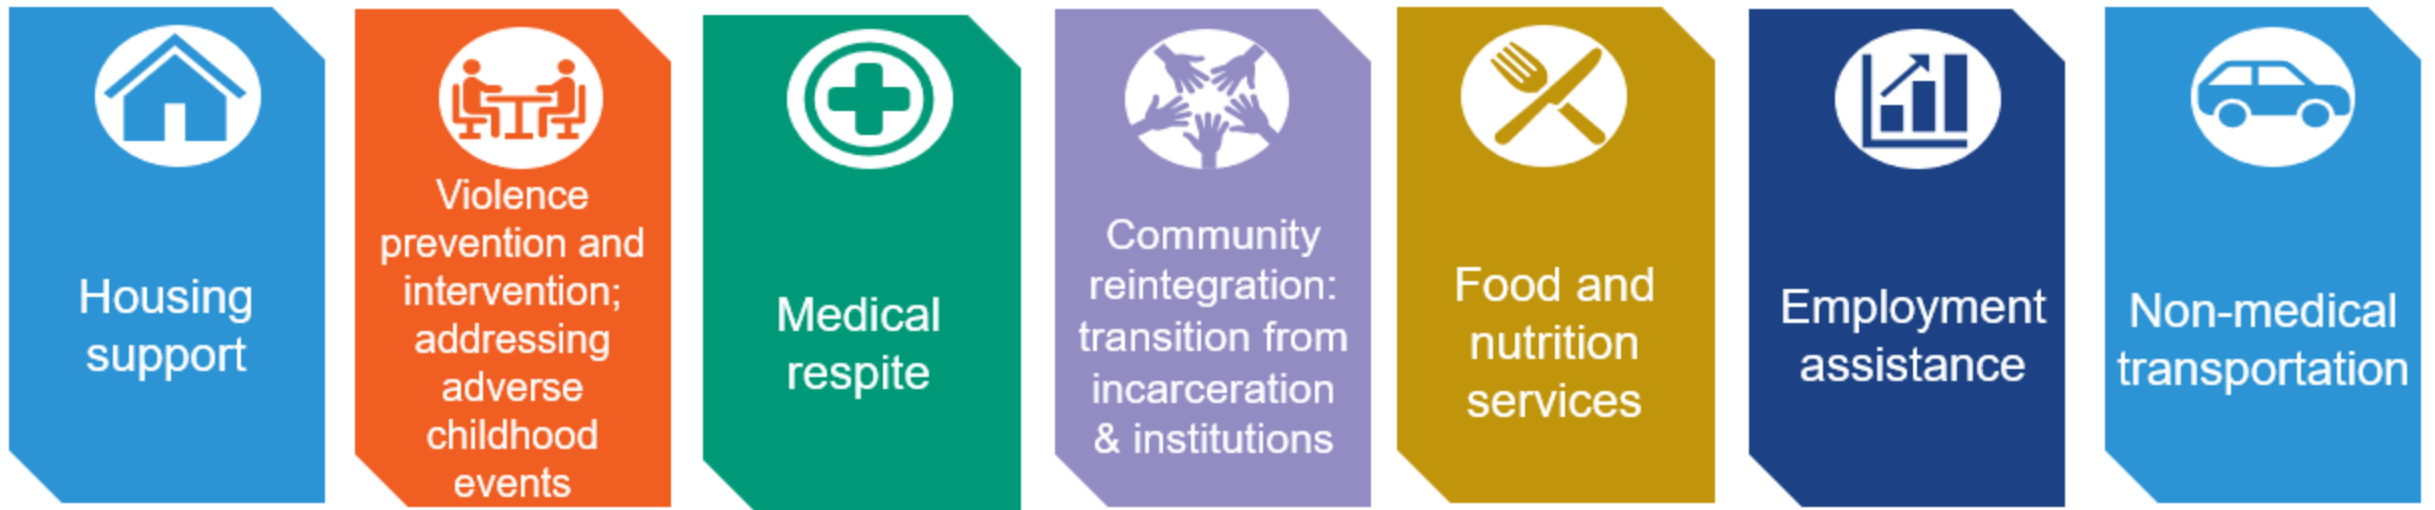 Housing
support
Violence
prevention and
intervention;
addressing
adverse
childhood
events
Medical
respite
Community
reintegration:
transition from
incarceration
& institutions
Food and
nutrition
services
Employment
assistance
Non-medical
transportation